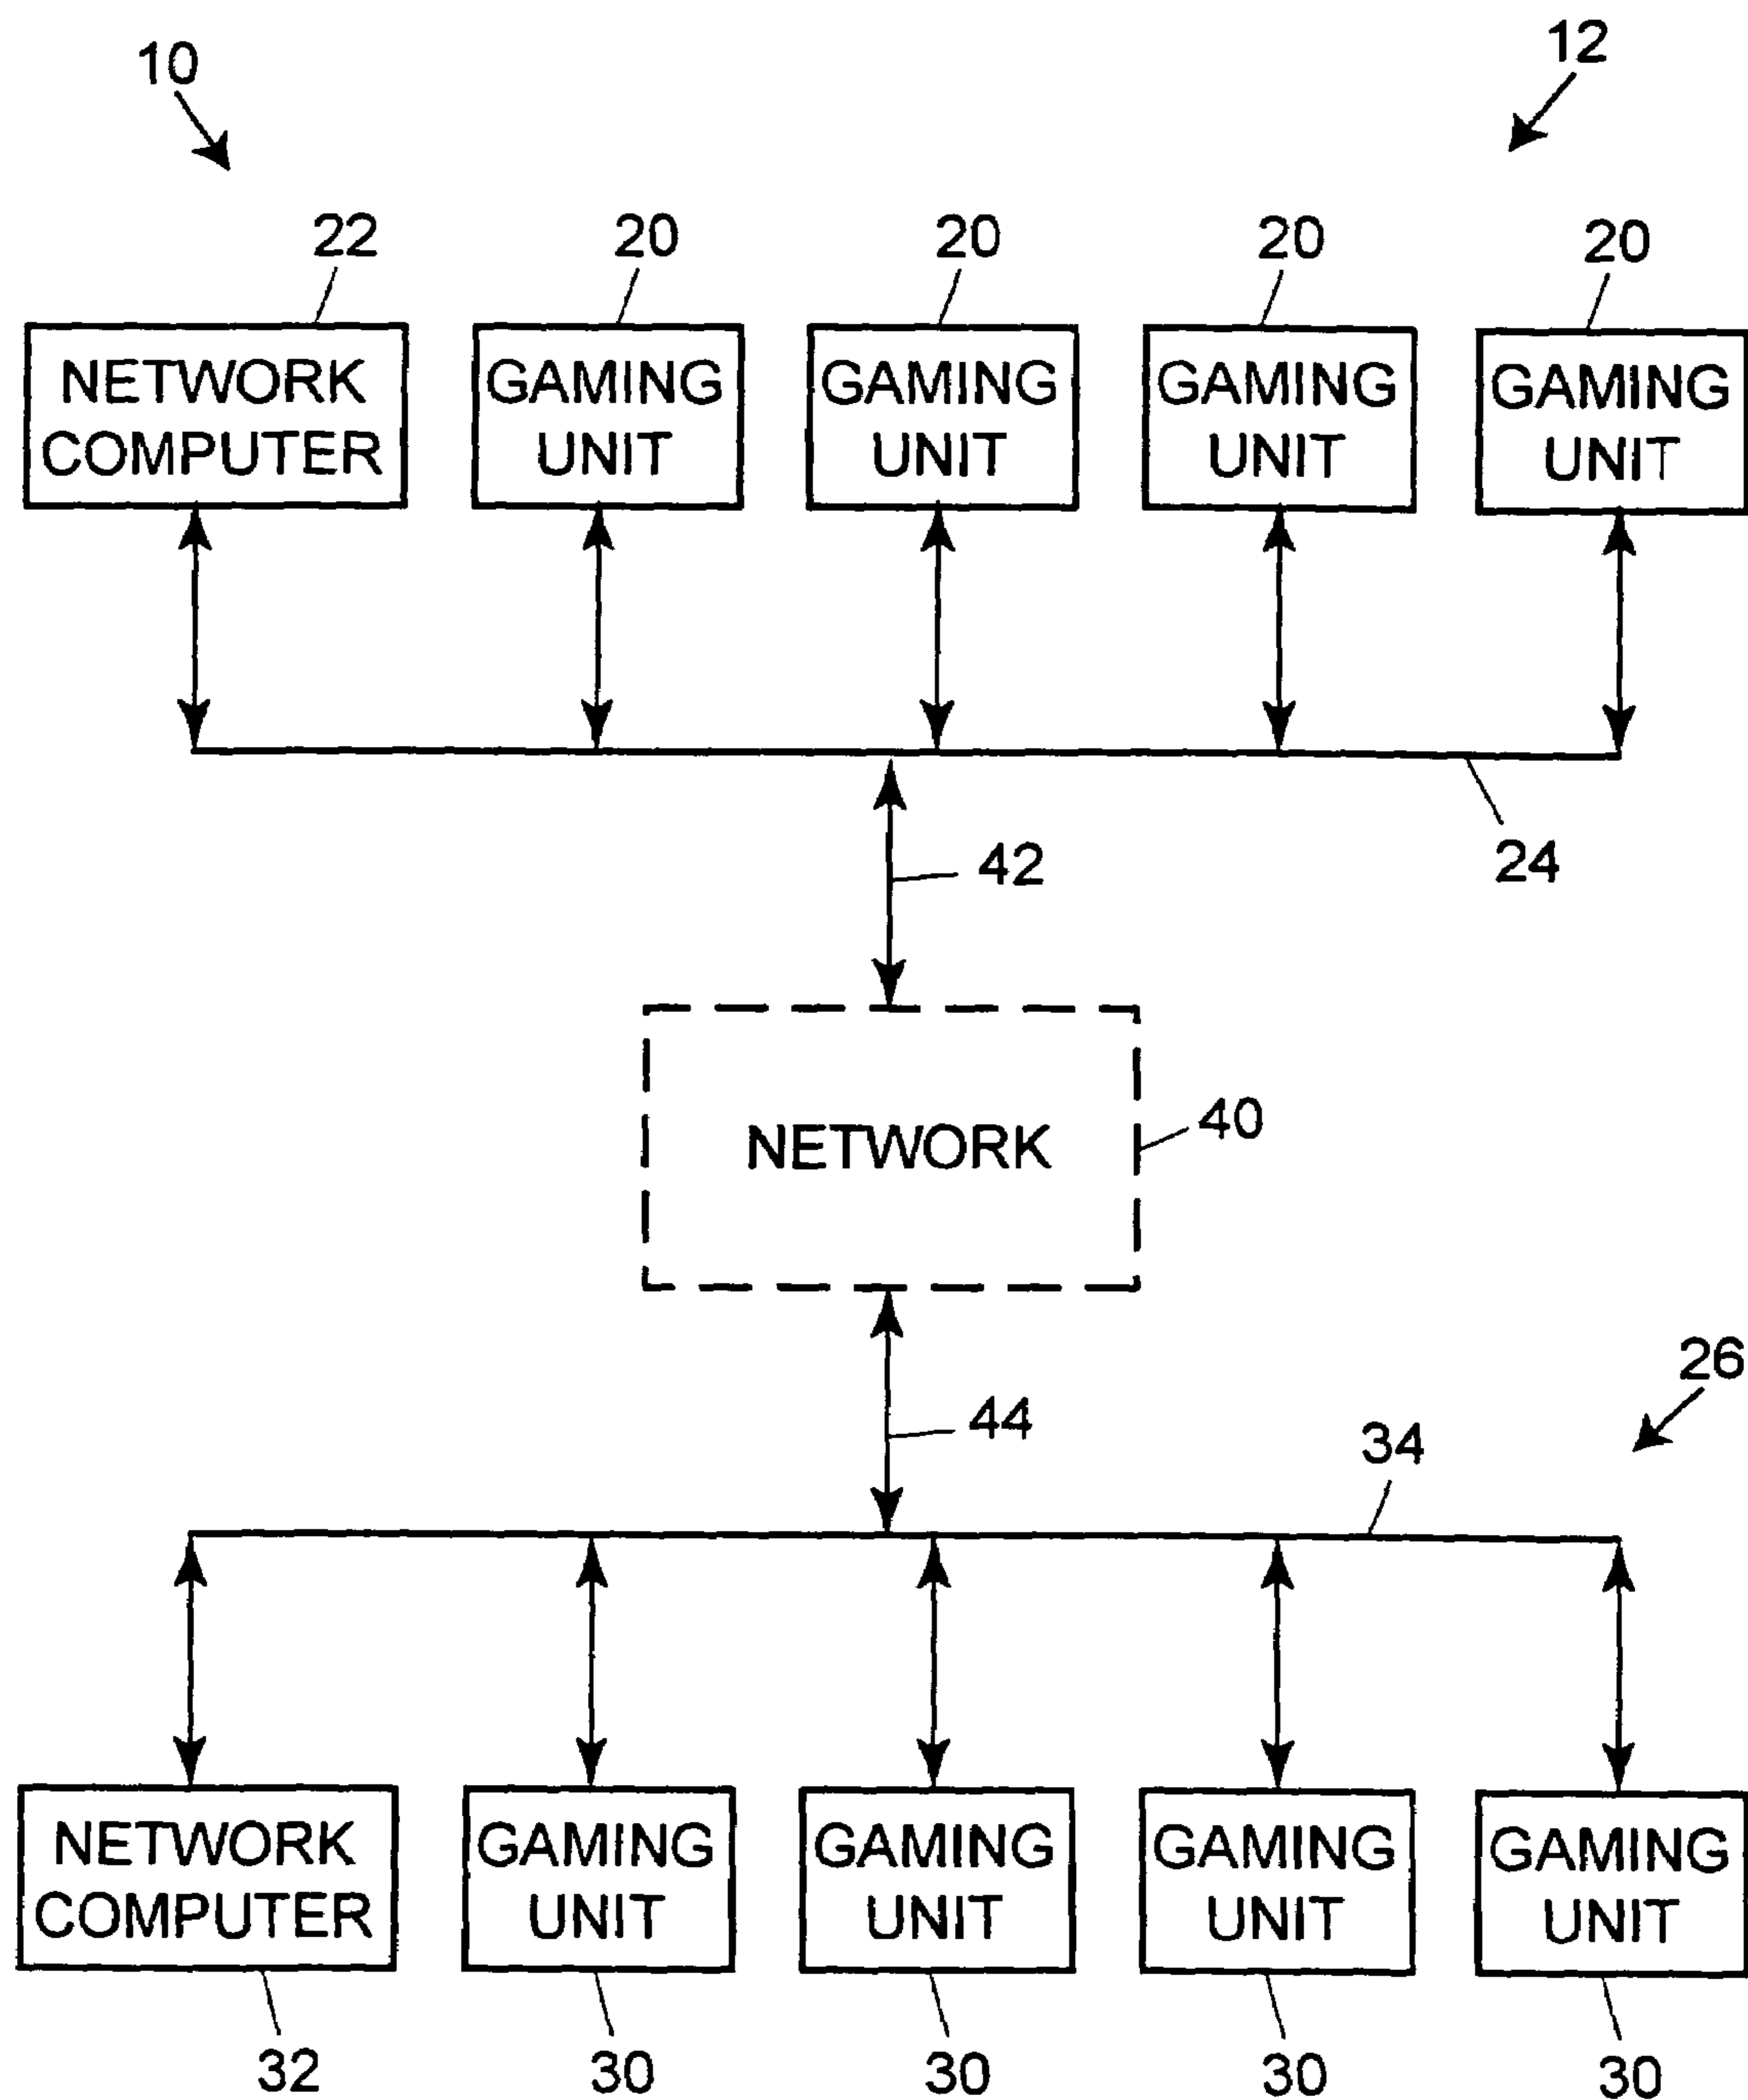 10
12
22 20 20 20 20
NETWORK COMPUTER
GAMING UNIT
GAMING UNIT
GAMING UNIT
GAMING UNIT
24
42
NETWORK
40
44
34
26
NETWORK COMPUTER
GAMING UNIT
GAMING UNIT
GAMING UNIT
GAMING UNIT
32 30 30 30 30